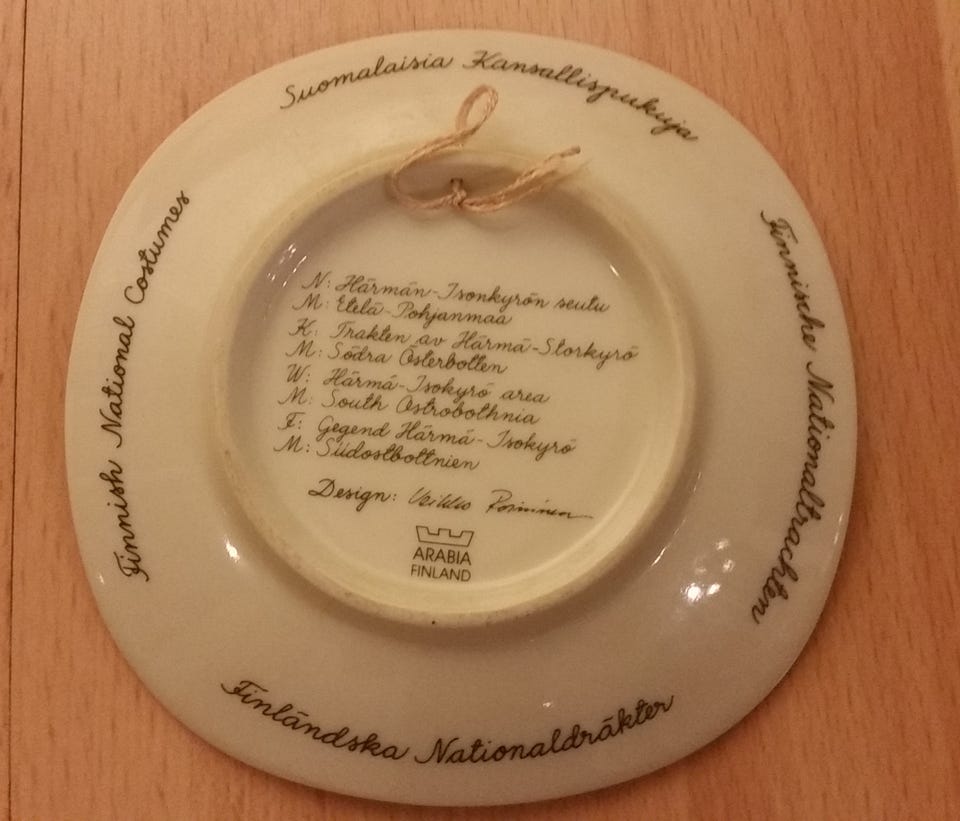 Suomalaisia Kansallispukuja
Finnish National Costumes
Finnische Nationaltrachten
N: Härmän-Isonkyrön seutu
M: Etelä-Pohjanmaa
K: Trakten av Härmä-Storkyrö
M: Södra Österbotten
W: Härmä-Isokyrö area
M: South Ostrobothnia
F: Gegend Härmä-Isokyrö
M: Südostbottnien
Design: Veikko
ARABIA
FINLAND
Finländska Nationaldräkter